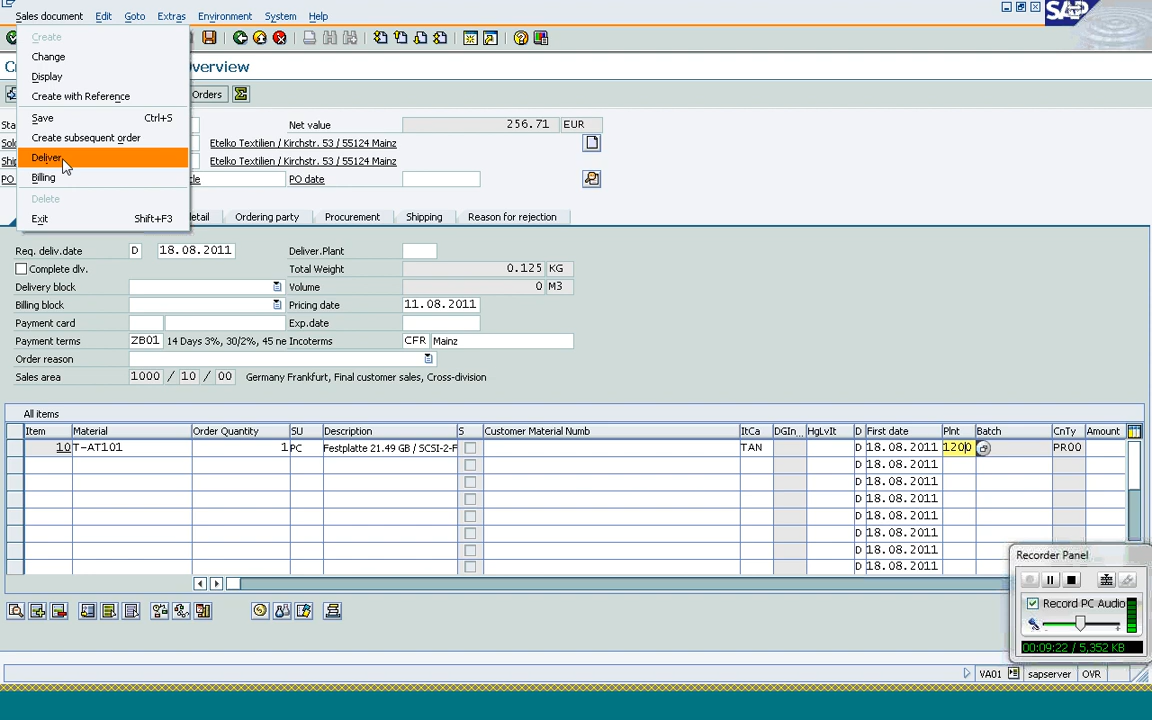 Sales document Edit Goto Extras Environment System Help
SAP
Create
Change
Display
Create with Reference
Save Ctrl+S
Create subsequent order
Deliver
Billing
Delete
Exit Shift+F3
Overview
Orders
Net value 256.71 EUR
Etelko Textilien / Kirchstr. 53 / 55124 Mainz
Etelko Textilien / Kirchstr. 53 / 55124 Mainz
PO date
Ordering party Procurement Shipping Reason for rejection
Req. deliv.date D 18.08.2011 Deliver.Plant
Complete dlv. Total Weight 0.125 KG
Delivery block Volume 0 M3
Billing block Pricing date 11.08.2011
Payment card Exp.date
Payment terms ZB01 14 Days 3%, 30/2%, 45 ne Incoterms CFR Mainz
Order reason
Sales area 1000 / 10 / 00 Germany Frankfurt, Final customer sales, Cross-division
All items
Item Material Order Quantity SU Description S Customer Material Numb ItCa DGIn... HgLvIt D First date Plnt Batch CnTy Amount
10 T-AT101 1 PC Festplatte 21.49 GB / SCSI-2-F TAN D 18.08.2011 1200 PR00
D 18.08.2011
D 18.08.2011
D 18.08.2011
D 18.08.2011
D 18.08.2011
D 18.08.2011
D 18.08.2011
Recorder Panel
Record PC Audio
00:09:22 / 5,352 KB
VA01 sapserver OVR